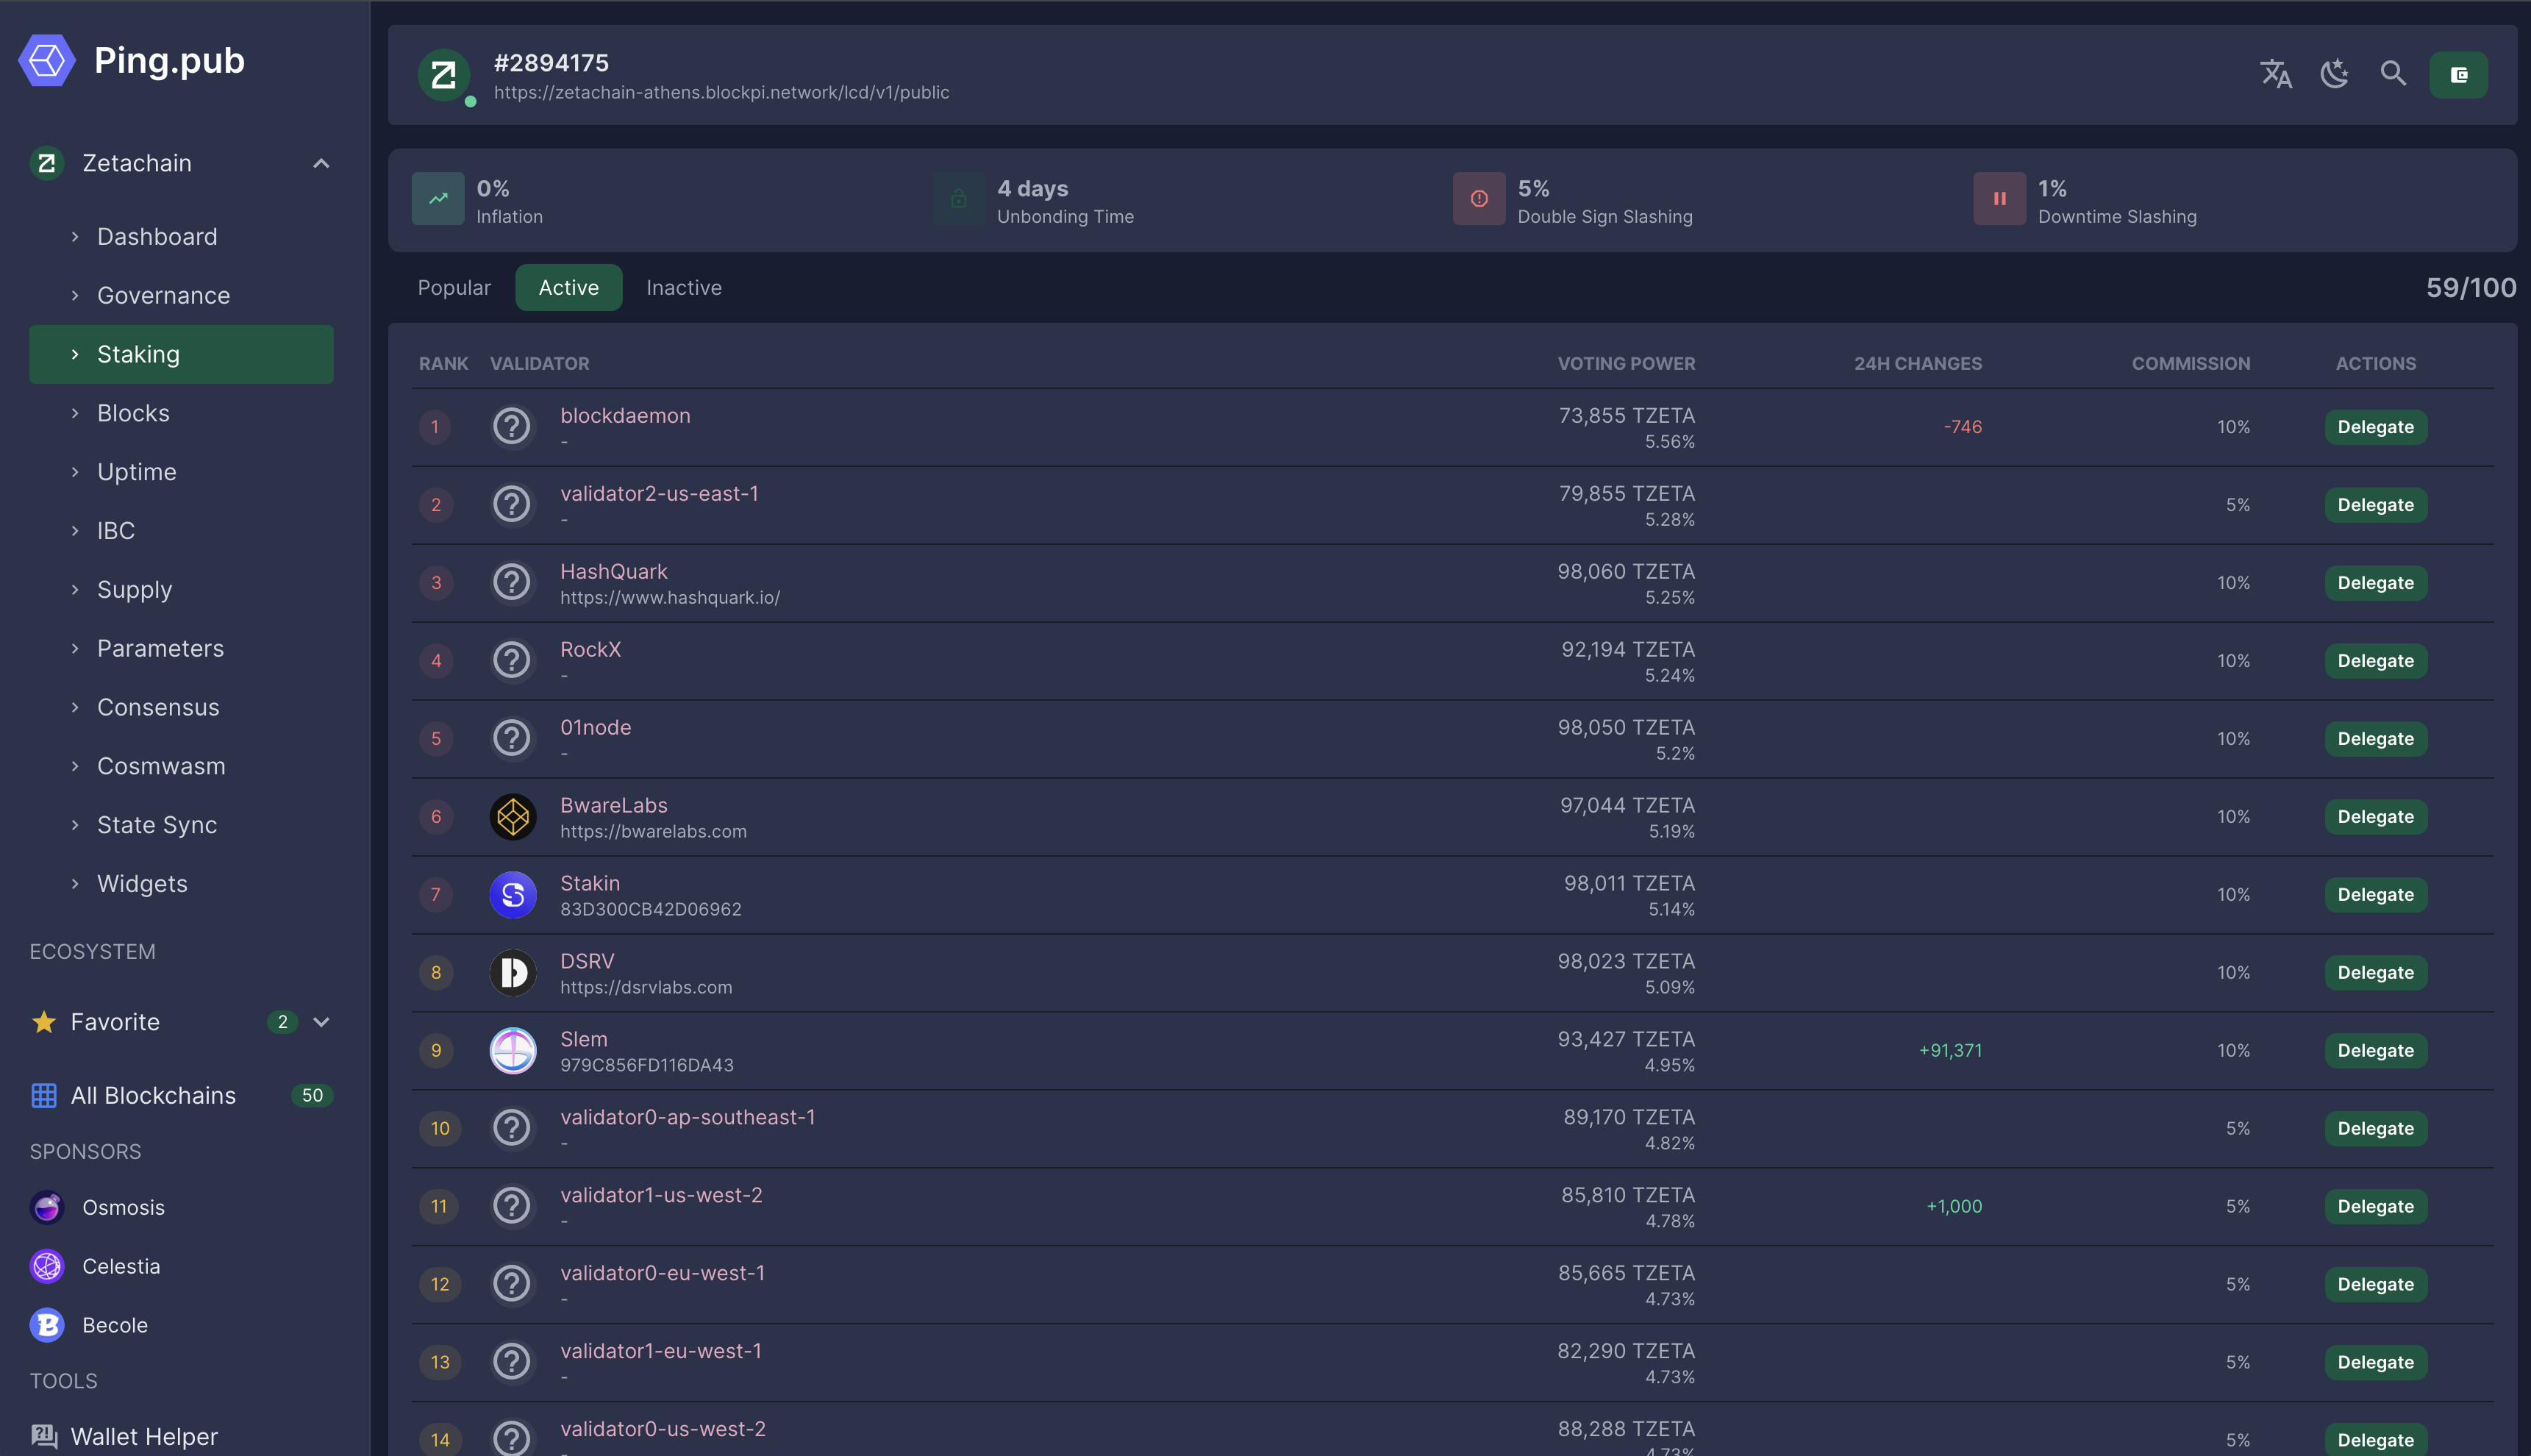 Ping.pub
Zetachain
Dashboard
Governance
Staking
Blocks
Uptime
IBC
Supply
Parameters
Consensus
Cosmwasm
State Sync
Widgets
ECOSYSTEM
Favorite 2
All Blockchains 50
SPONSORS
Osmosis
Celestia
Becole
TOOLS
Wallet Helper
#2894175
https://zetachain-athens.blockpi.network/lcd/v1/public
0%
Inflation
4 days
Unbonding Time
5%
Double Sign Slashing
1%
Downtime Slashing
Popular Active Inactive 59/100
RANK VALIDATOR VOTING POWER 24H CHANGES COMMISSION ACTIONS
1 blockdaemon 73,855 TZETA -746 10% Delegate
- 5.56%
2 validator2-us-east-1 79,855 TZETA 5% Delegate
- 5.28%
3 HashQuark 98,060 TZETA 10% Delegate
https://www.hashquark.io/ 5.25%
4 RockX 92,194 TZETA 10% Delegate
- 5.24%
5 01node 98,050 TZETA 10% Delegate
- 5.2%
6 BwareLabs 97,044 TZETA 10% Delegate
https://bwarelabs.com 5.19%
7 Stakin 98,011 TZETA 10% Delegate
83D300CB42D06962 5.14%
8 DSRV 98,023 TZETA 10% Delegate
https://dsrvlabs.com 5.09%
9 Slem 93,427 TZETA +91,371 10% Delegate
979C856FD116DA43 4.95%
10 validator0-ap-southeast-1 89,170 TZETA 5% Delegate
- 4.82%
11 validator1-us-west-2 85,810 TZETA +1,000 5% Delegate
- 4.78%
12 validator0-eu-west-1 85,665 TZETA 5% Delegate
- 4.73%
13 validator1-eu-west-1 82,290 TZETA 5% Delegate
- 4.73%
14 validator0-us-west-2 88,288 TZETA 5% Delegate
- 4.73%